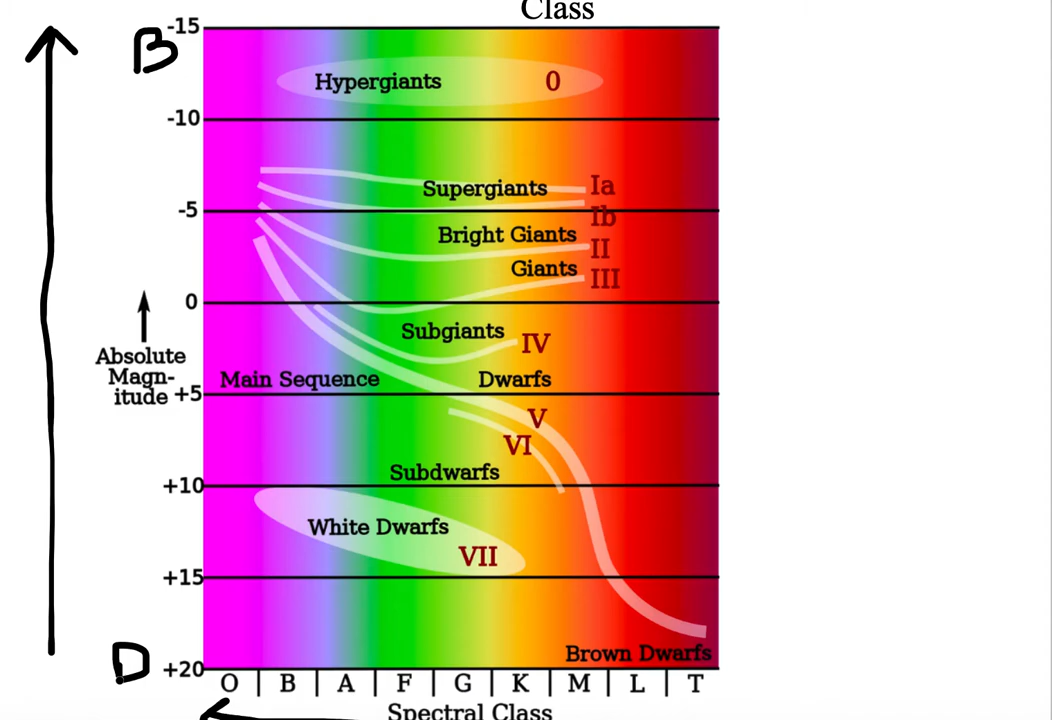 Class
B
-15
Hypergiants 0
-10
Supergiants Ia
-5 Ib
Bright Giants II
Giants III
0
Subgiants IV
Absolute
Magn-
itude
Main Sequence Dwarfs
+5
V
VI
Subdwarfs
+10
White Dwarfs
VII
+15
D
Brown Dwarfs
+20
O B A F G K M L T
Spectral Class